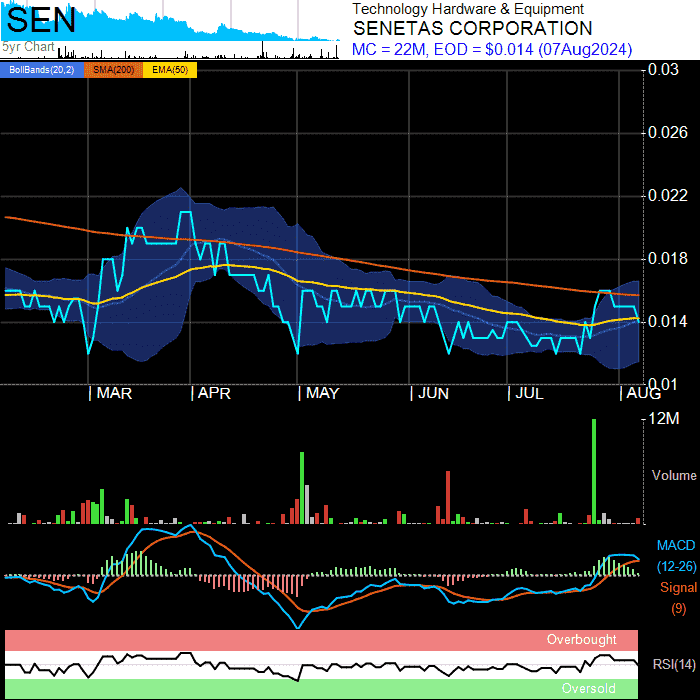 SEN
5yr Chart
Technology Hardware & Equipment
SENETAS CORPORATION
MC = 22M, EOD = $0.014 (07Aug2024)
BollBands(20,2) SMA(200) EMA(50)
0.03
0.026
0.022
0.018
0.014
0.01
MAR APR MAY JUN JUL AUG
12M
Volume
MACD
(12-26)
Signal
(9)
Overbought
RSI(14)
Oversold